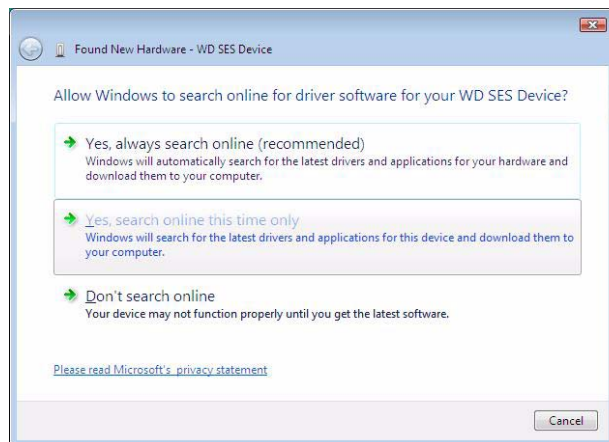 Found New Hardware - WD SES Device
Allow Windows to search online for driver software for your WD SES Device?
Yes, always search online (recommended)
Windows will automatically search for the latest drivers and applications for your hardware and
download them to your computer.
Yes, search online this time only
Windows will search for the latest drivers and applications for this device and download them to
your computer.
Don't search online
Your device may not function properly until you get the latest software.
Please read Microsoft's privacy statement
Cancel